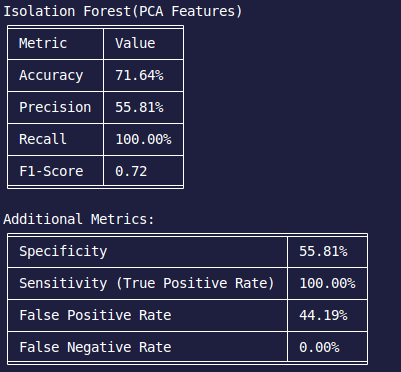 Isolation Forest(PCA Features)
Metric Value
Accuracy 71.64%
Precision 55.81%
Recall 100.00%
F1-Score 0.72
Additional Metrics:
Specificity 55.81%
Sensitivity (True Positive Rate) 100.00%
False Positive Rate 44.19%
False Negative Rate 0.00%